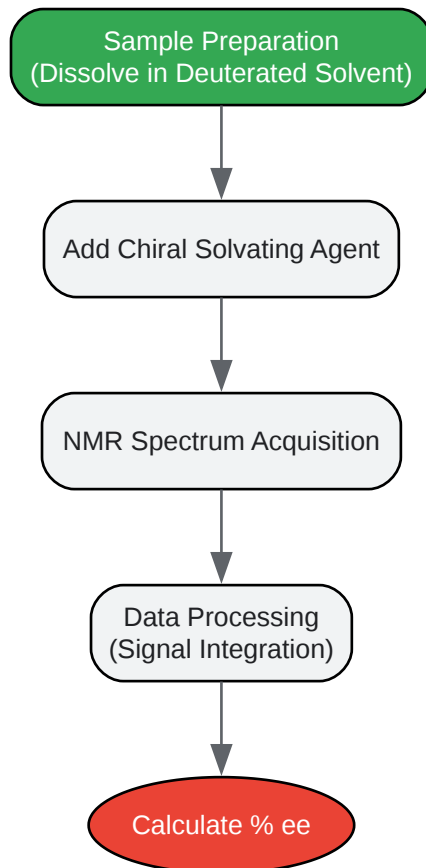 Sample Preparation
(Dissolve in Deuterated Solvent)
Add Chiral Solvating Agent
NMR Spectrum Acquisition
Data Processing
(Signal Integration)
Calculate % ee